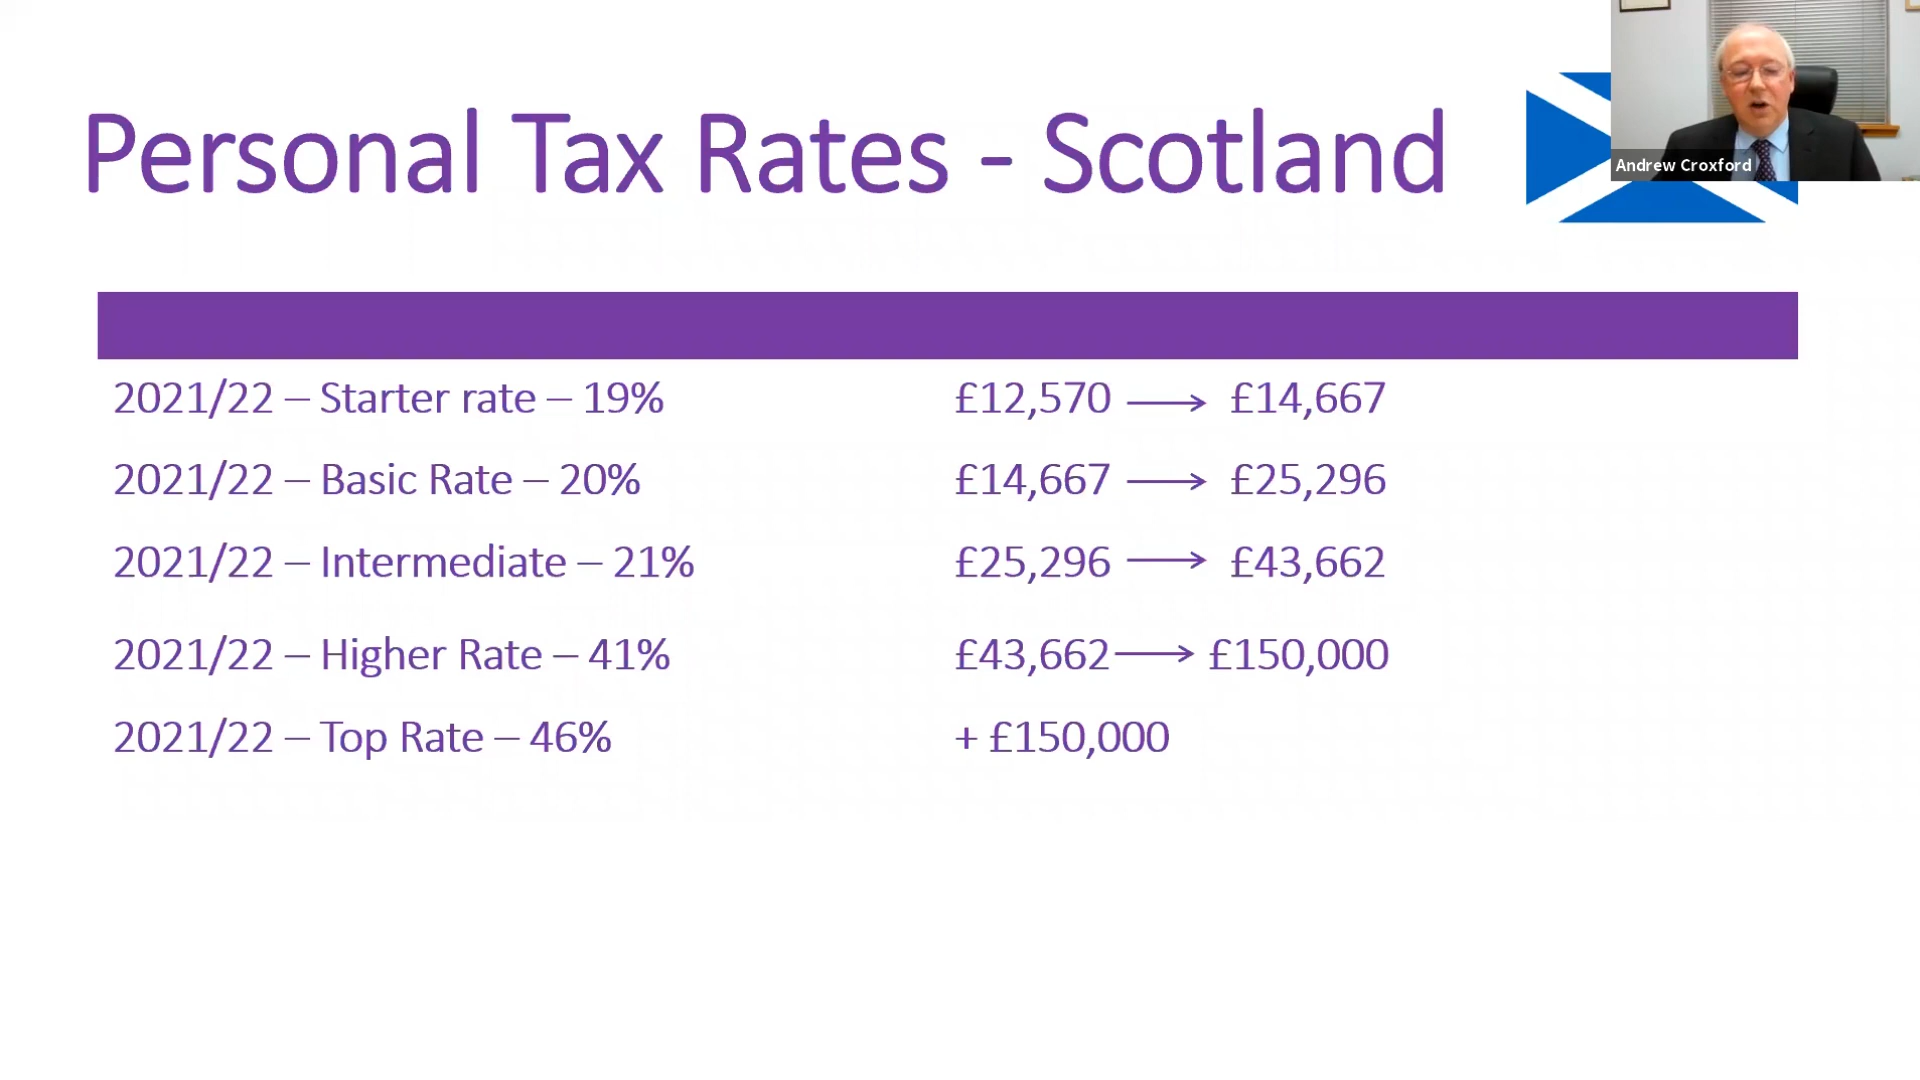 Personal Tax Rates - Scotland
Andrew Croxford
2021/22 – Starter rate – 19% £12,570 → £14,667
2021/22 – Basic Rate – 20% £14,667 → £25,296
2021/22 – Intermediate – 21% £25,296 → £43,662
2021/22 – Higher Rate – 41% £43,662 → £150,000
2021/22 – Top Rate – 46% + £150,000